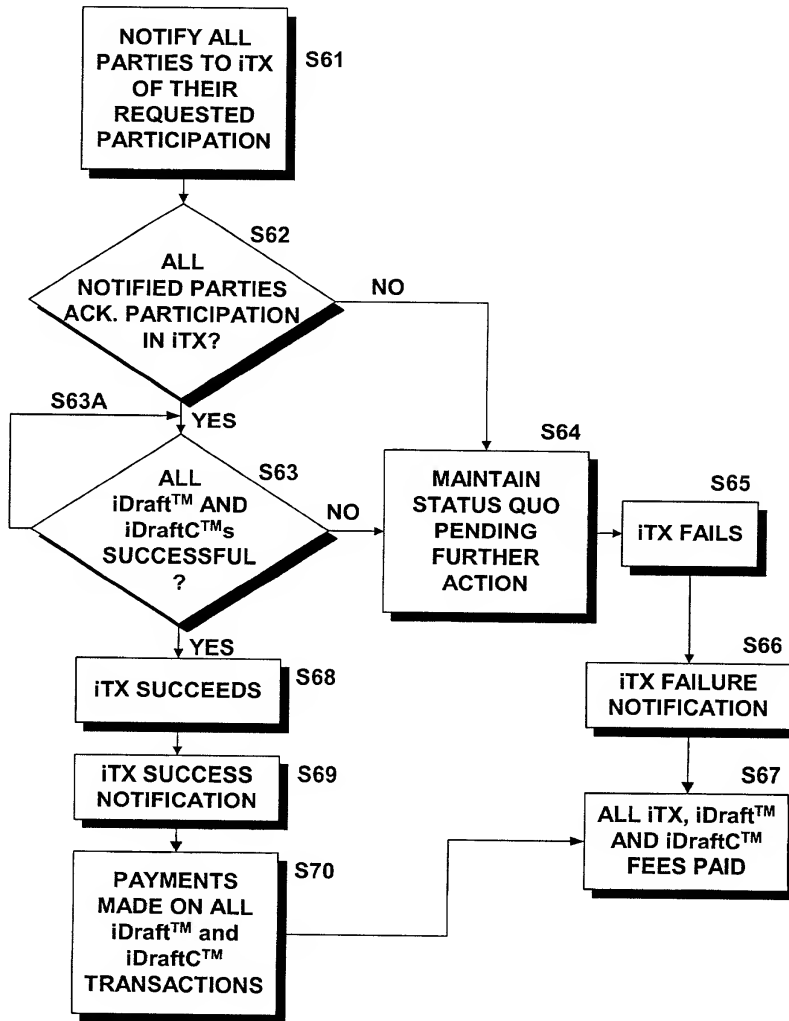 NOTIFY ALL
PARTIES TO iTX
OF THEIR
REQUESTED
PARTICIPATION
S61
S62
ALL
NOTIFIED PARTIES
ACK. PARTICIPATION
IN iTX?
NO
YES
S63A
S63
ALL
iDraft™ AND
iDraftC™s
SUCCESSFUL
?
NO
YES
S64
MAINTAIN
STATUS QUO
PENDING
FURTHER
ACTION
S65
iTX FAILS
S66
iTX FAILURE
NOTIFICATION
S67
ALL iTX, iDraft™
AND iDraftC™
FEES PAID
iTX SUCCEEDS
S68
iTX SUCCESS
NOTIFICATION
S69
PAYMENTS
MADE ON ALL
iDraft™ and
iDraftC™
TRANSACTIONS
S70